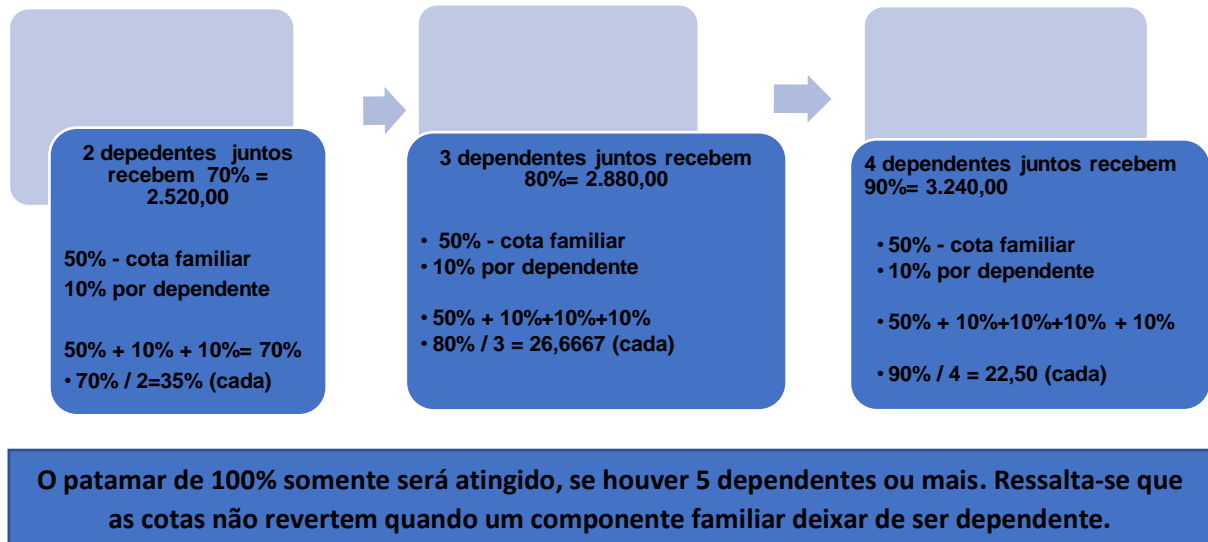 2 depedentes juntos
recebem 70% =
2.520,00
50% - cota familiar
10% por dependente
50% + 10% + 10%= 70%
• 70% / 2=35% (cada)
3 dependentes juntos recebem
80%= 2.880,00
• 50% - cota familiar
• 10% por dependente
• 50% + 10%+10%+10%
• 80% / 3 = 26,6667 (cada)
4 dependentes juntos recebem
90%= 3.240,00
• 50% - cota familiar
• 10% por dependente
• 50% + 10%+10%+10% + 10%
• 90% / 4 = 22,50 (cada)
O patamar de 100% somente será atingido, se houver 5 dependentes ou mais. Ressalta-se que
as cotas não revertem quando um componente familiar deixar de ser dependente.